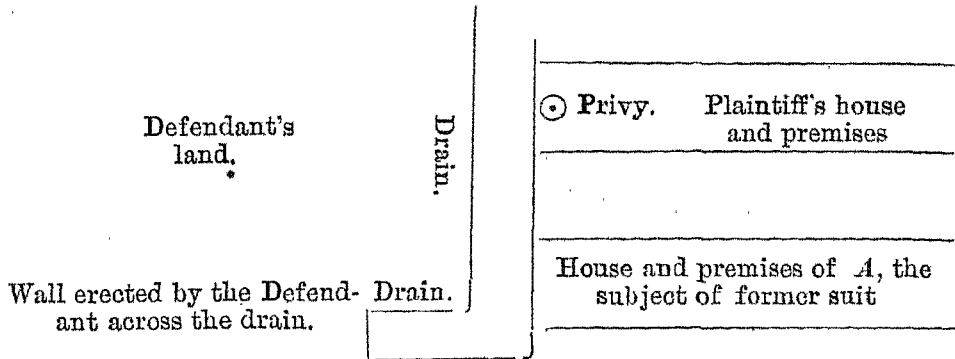 Defendant's
land.
Drain.
Privy.
Plaintiff's house
and premises
House and premises of A, the
subject of former suit
Wall erected by the Defend-
ant across the drain.
Drain.